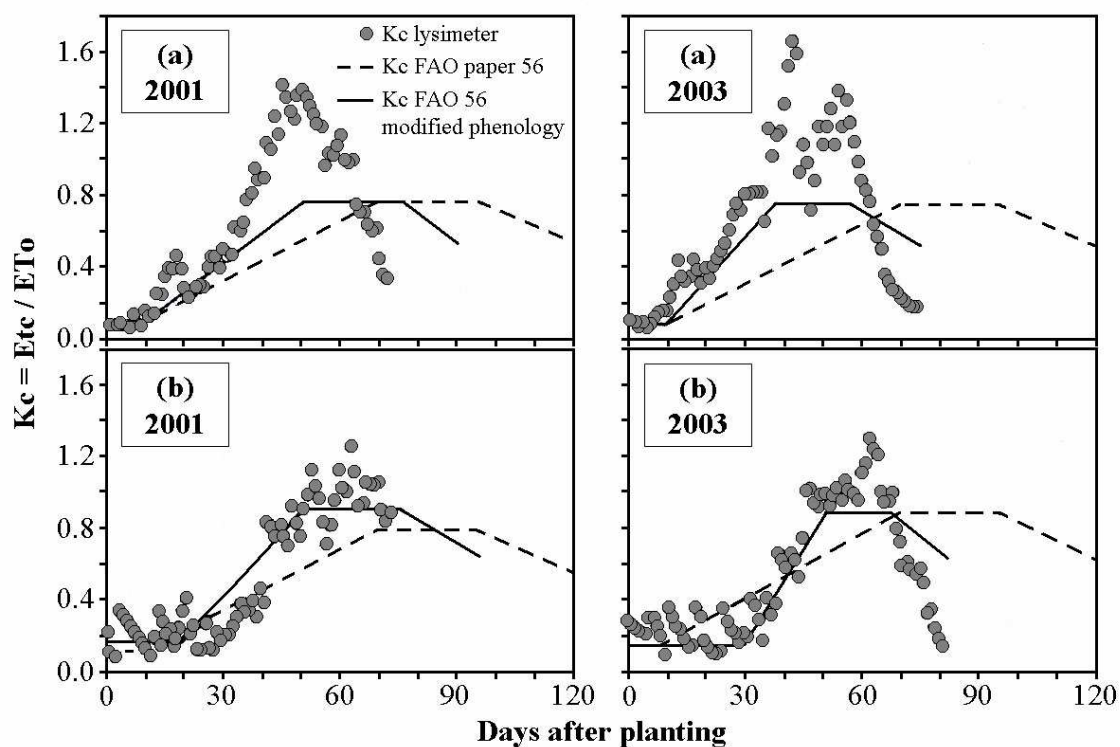 (a)
2001
Kc lysimeter
Kc FAO paper 56
Kc FAO 56
modified phenology
(a)
2003
1.6
1.2
0.8
0.4
0.0
(b)
2001
(b)
2003
1.6
1.2
0.8
0.4
0.0
Kc = Etc / ETo
0 30 60 90 120
0 30 60 90 120
Days after planting